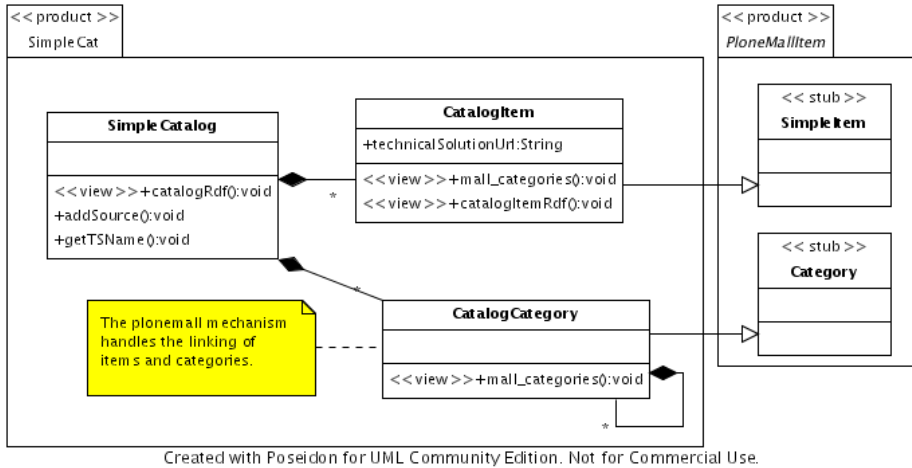 << product >>
SimpleCat
<< product >>
PloneMallItem
SimpleCatalog
<<view>>+catalogRdf():void
+addSource():void
+getTSName():void
CatalogItem
+technicalSolutionUrl:String
<<view>>+mall_categories():void
<<view>>+catalogItemRdf():void
*
<< stub >>
SimpleItem
<< stub >>
Category
*
The plonemall mechanism
handles the linking of
items and categories.
CatalogCategory
<<view>>+mall_categories():void
*
Created with Poseidon for UML Community Edition. Not for Commercial Use.